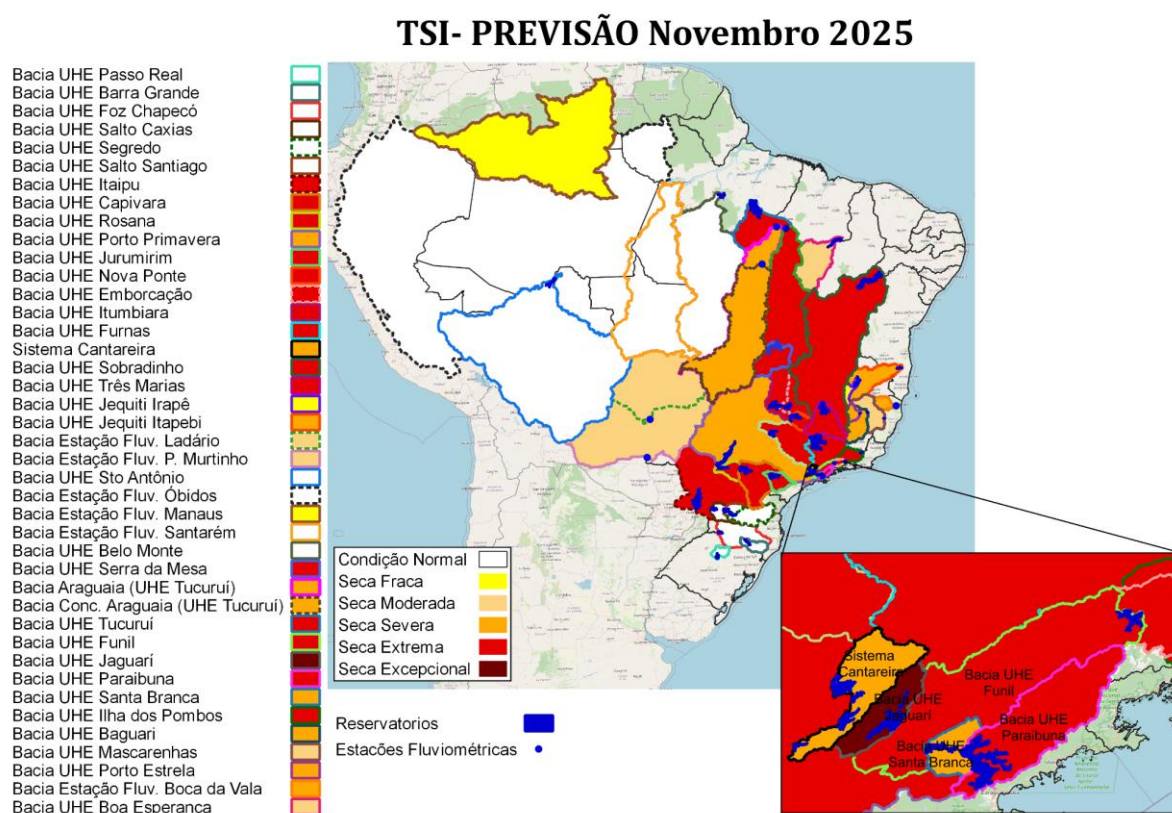 TSI- PREVISÃO Novembro 2025
Bacia UHE Passo Real
Bacia UHE Barra Grande
Bacia UHE Foz Chapecó
Bacia UHE Salto Caxias
Bacia UHE Segredo
Bacia UHE Salto Santiago
Bacia UHE Itaipu
Bacia UHE Capivara
Bacia UHE Rosana
Bacia UHE Porto Primavera
Bacia UHE Jurumirim
Bacia UHE Nova Ponte
Bacia UHE Emborcação
Bacia UHE Itumbiara
Bacia UHE Furnas
Sistema Cantareira
Bacia UHE Sobradinho
Bacia UHE Três Marias
Bacia UHE Jequiti Irapê
Bacia UHE Jequiti Itapebi
Bacia Estação Fluv. Ladário
Bacia Estação Fluv. P. Murtinho
Bacia UHE Sto Antônio
Bacia Estação Fluv. Óbidos
Bacia Estação Fluv. Manaus
Bacia Estação Fluv. Santarém
Bacia UHE Belo Monte
Bacia UHE Serra da Mesa
Bacia Araguaia (UHE Tucuruí)
Bacia Conc. Araguaia (UHE Tucuruí)
Bacia UHE Tucuruí
Bacia UHE Funil
Bacia UHE Jaguarí
Bacia UHE Paraibuna
Bacia UHE Santa Branca
Bacia UHE Ilha dos Pombos
Bacia UHE Baguari
Bacia UHE Mascarenhas
Bacia UHE Porto Estrela
Bacia Estação Fluv. Boca da Vala
Bacia UHE Boa Esperança
Condição Normal
Seca Fraca
Seca Moderada
Seca Severa
Seca Extrema
Seca Excepcional
Reservatorios
Estacões Fluviométricas
Sistema
Cantareira
Bacia UHE
Funil
Bacia UHE
Jaguarí
Bacia UHE
Paraibuna
Bacia UHE
Santa Branca